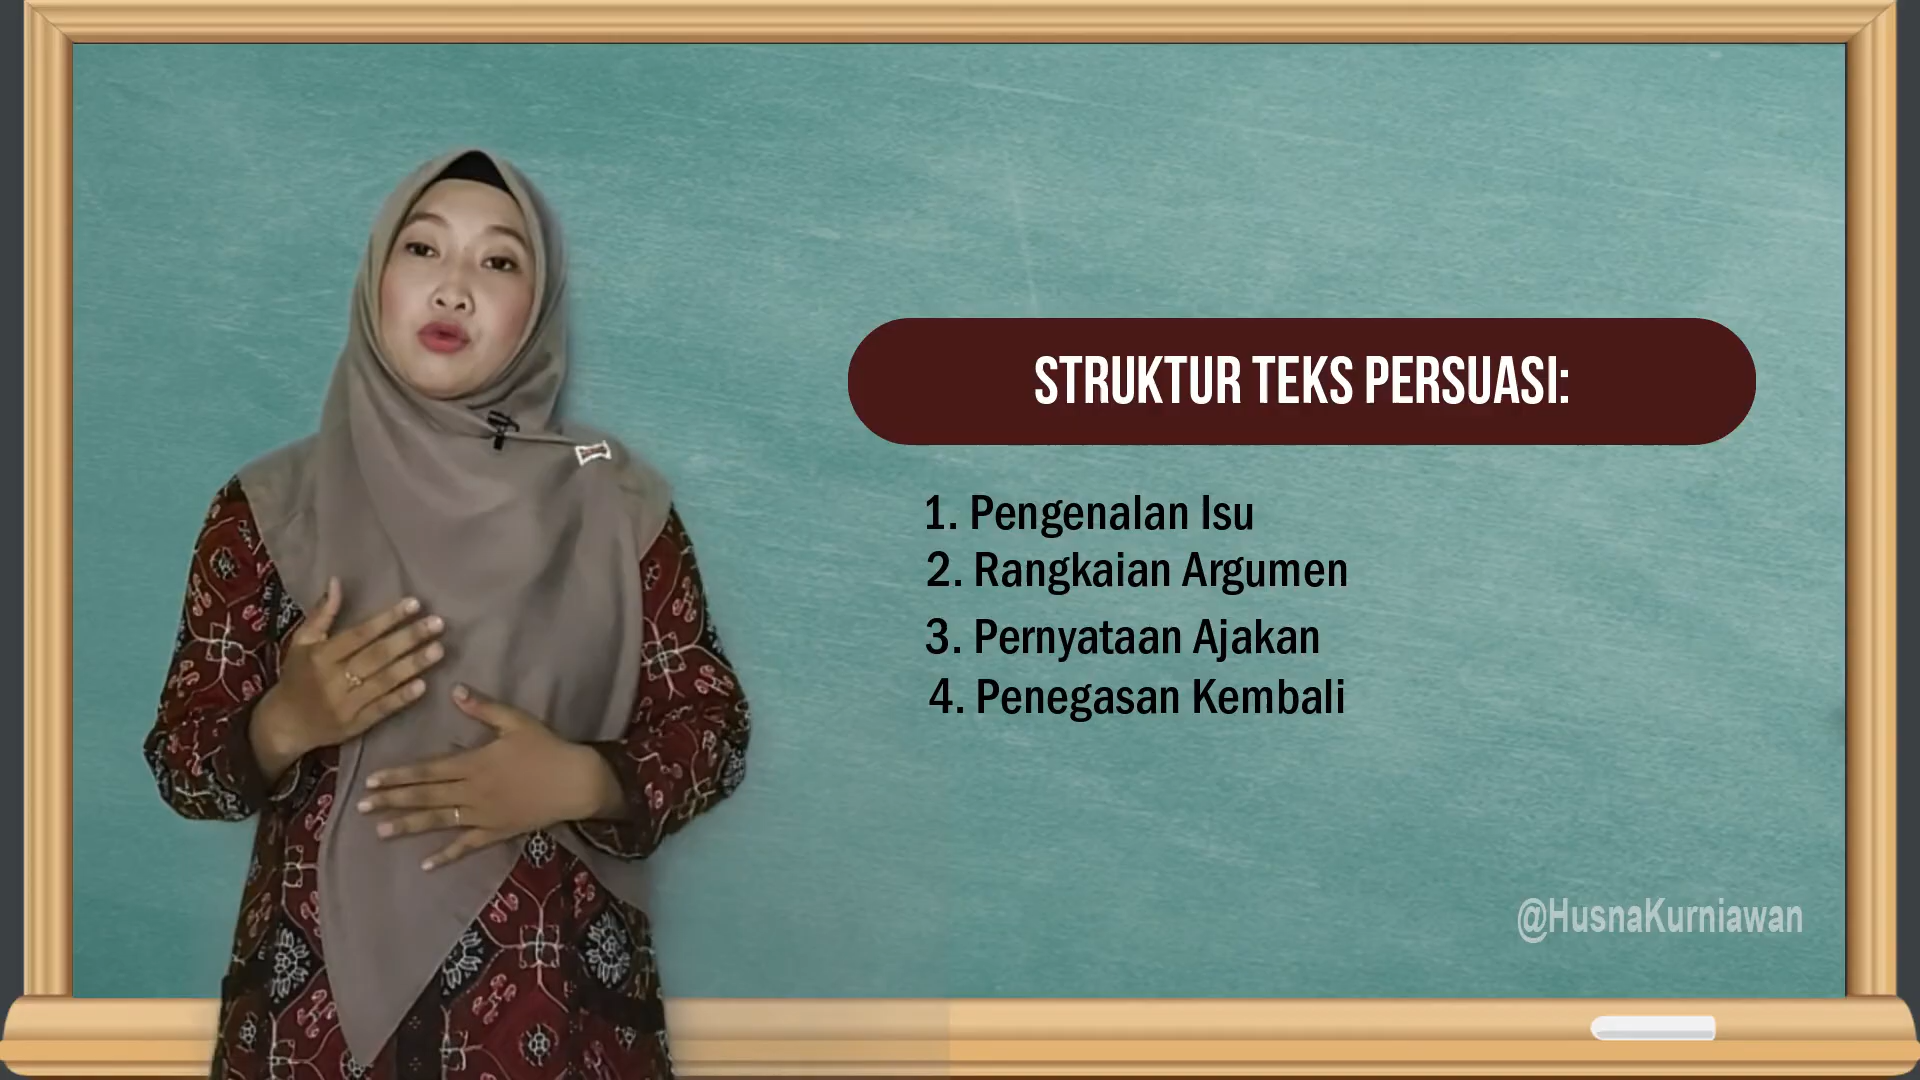 STRUKTUR TEKS PERSUASI:
1. Pengenalan Isu
2. Rangkaian Argumen
3. Pernyataan Ajakan
4. Penegasan Kembali
@HusnaKurniawan